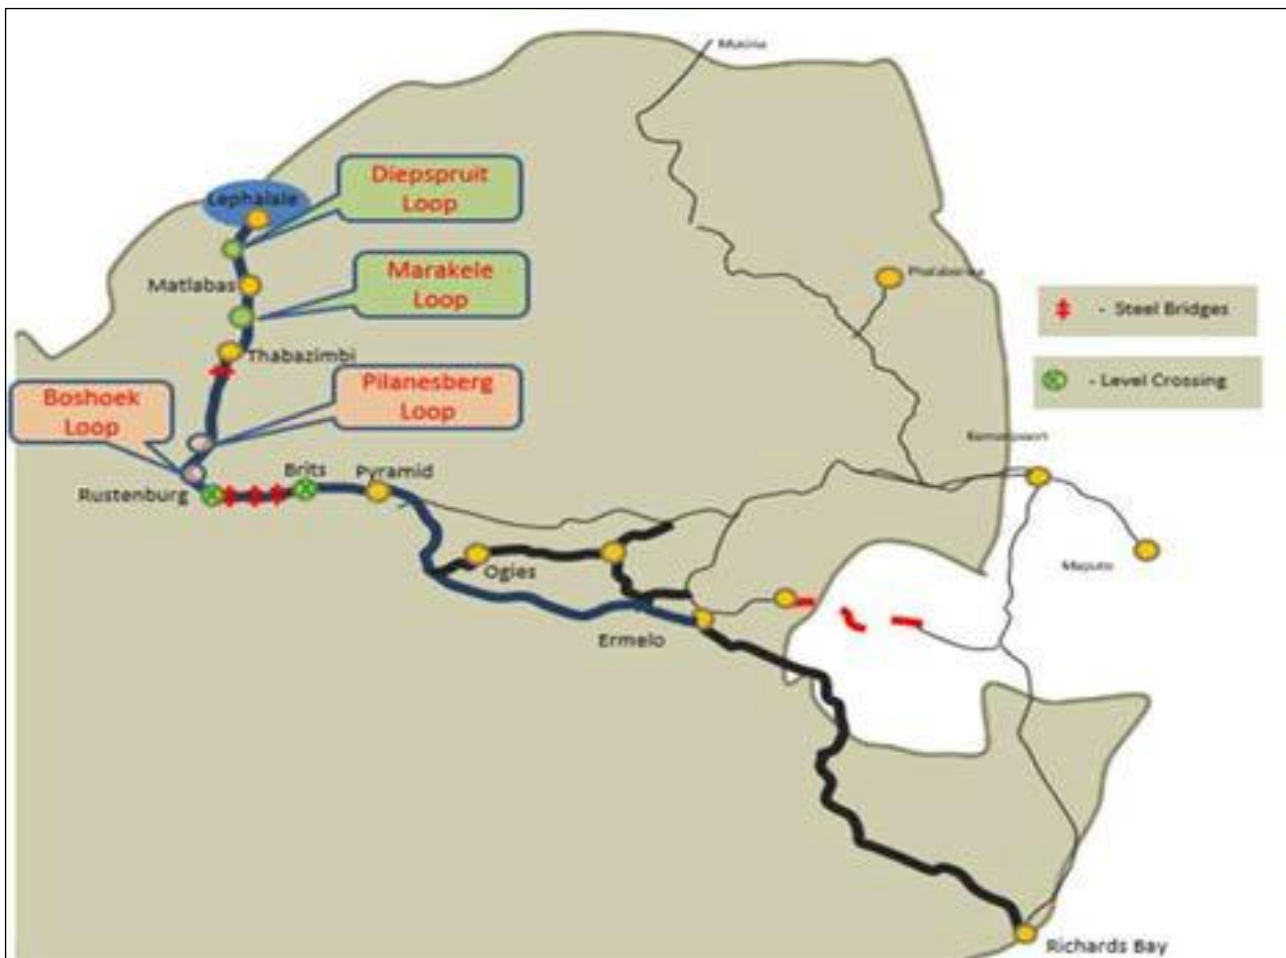 Musina
Diepspruit
Loop
Lephalale
Marakele
Loop
Matlabas
Phalaborwa
- Steel Bridges
Thabazimbi
- Level Crossing
Pilanesberg
Loop
Boshoek
Loop
Komatipoort
Brits
Pyramid
Rustenburg
Ogies
Maputo
Ermelo
Richards Bay